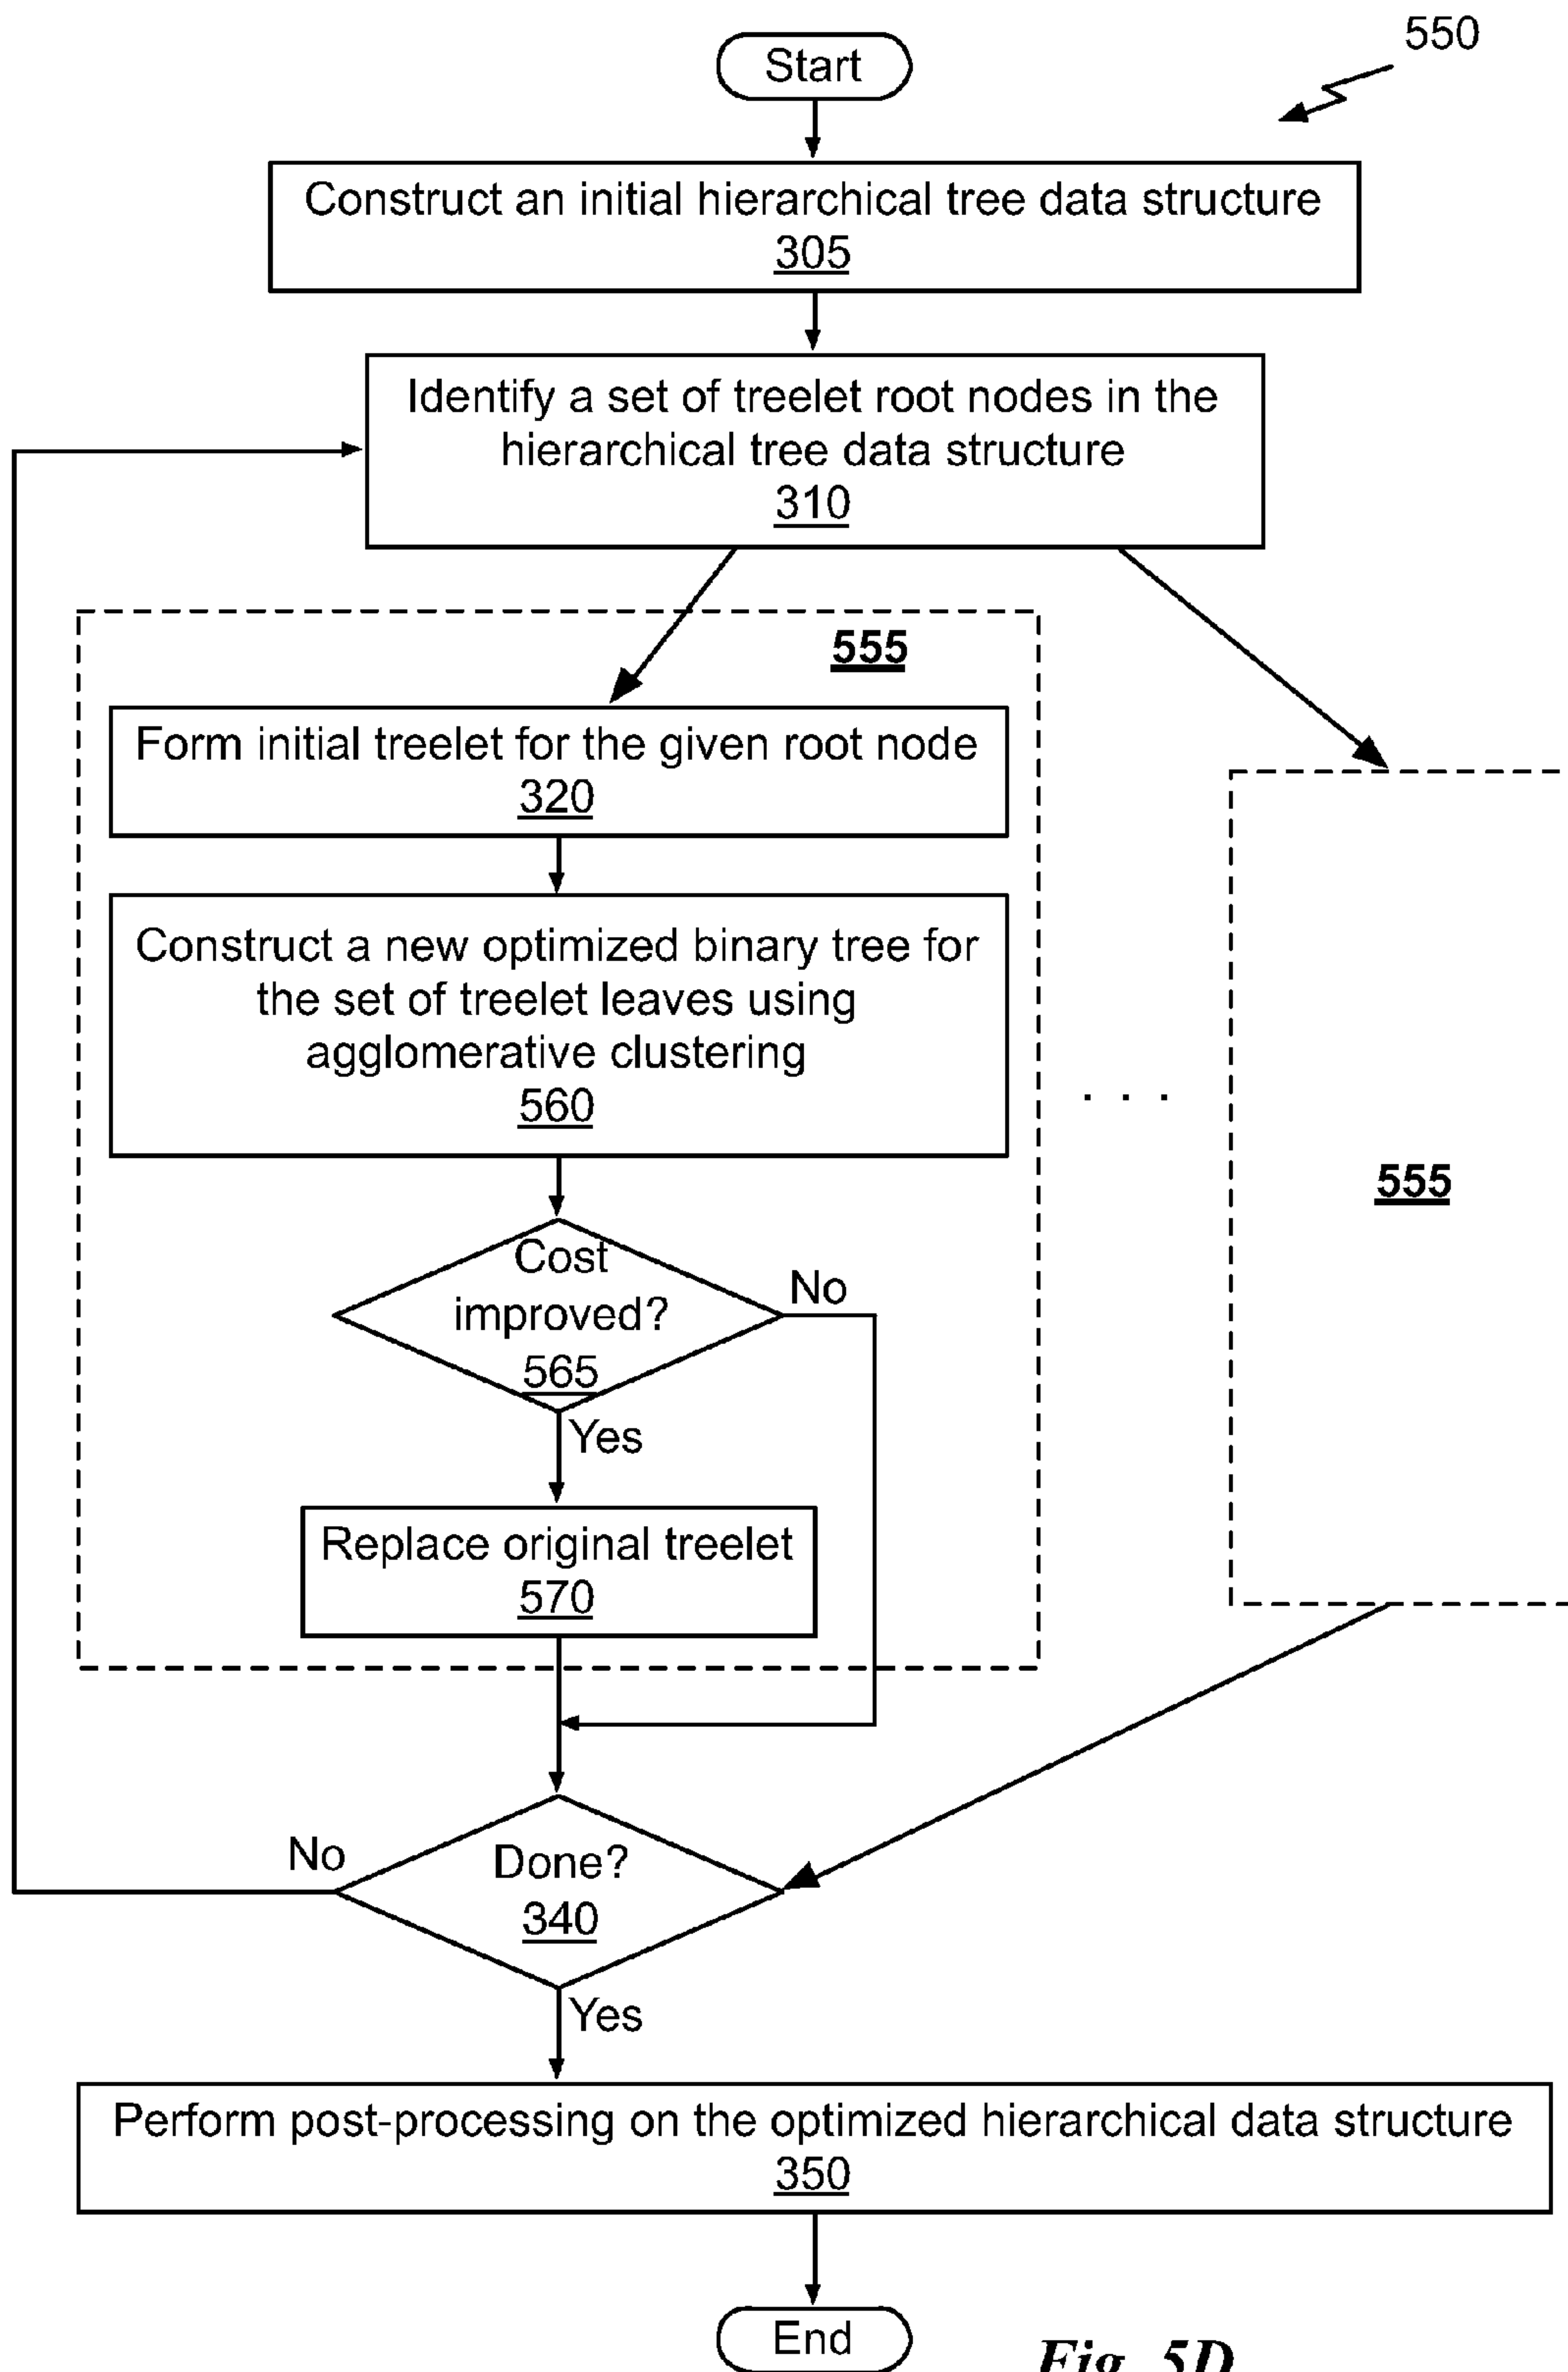 550
Start
Construct an initial hierarchical tree data structure
305
Identify a set of treelet root nodes in the
hierarchical tree data structure
310
555
Form initial treelet for the given root node
320
Construct a new optimized binary tree for
the set of treelet leaves using
agglomerative clustering
560
. . .
555
Cost
improved?
565
No
Yes
Replace original treelet
570
No
Done?
340
Yes
Perform post-processing on the optimized hierarchical data structure
350
End
Fig. 5D